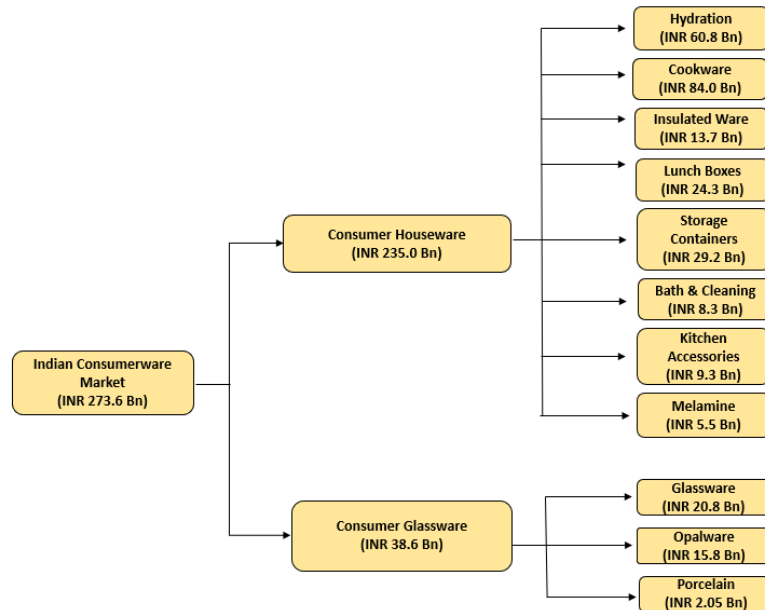 Hydration
(INR 60.8 Bn)
Cookware
(INR 84.0 Bn)
Insulated Ware
(INR 13.7 Bn)
Lunch Boxes
(INR 24.3 Bn)
Consumer Houseware
(INR 235.0 Bn)
Storage
Containers
(INR 29.2 Bn)
Bath & Cleaning
(INR 8.3 Bn)
Indian Consumerware
Market
(INR 273.6 Bn)
Kitchen
Accessories
(INR 9.3 Bn)
Melamine
(INR 5.5 Bn)
Glassware
(INR 20.8 Bn)
Consumer Glassware
(INR 38.6 Bn)
Opalware
(INR 15.8 Bn)
Porcelain
(INR 2.05 Bn)